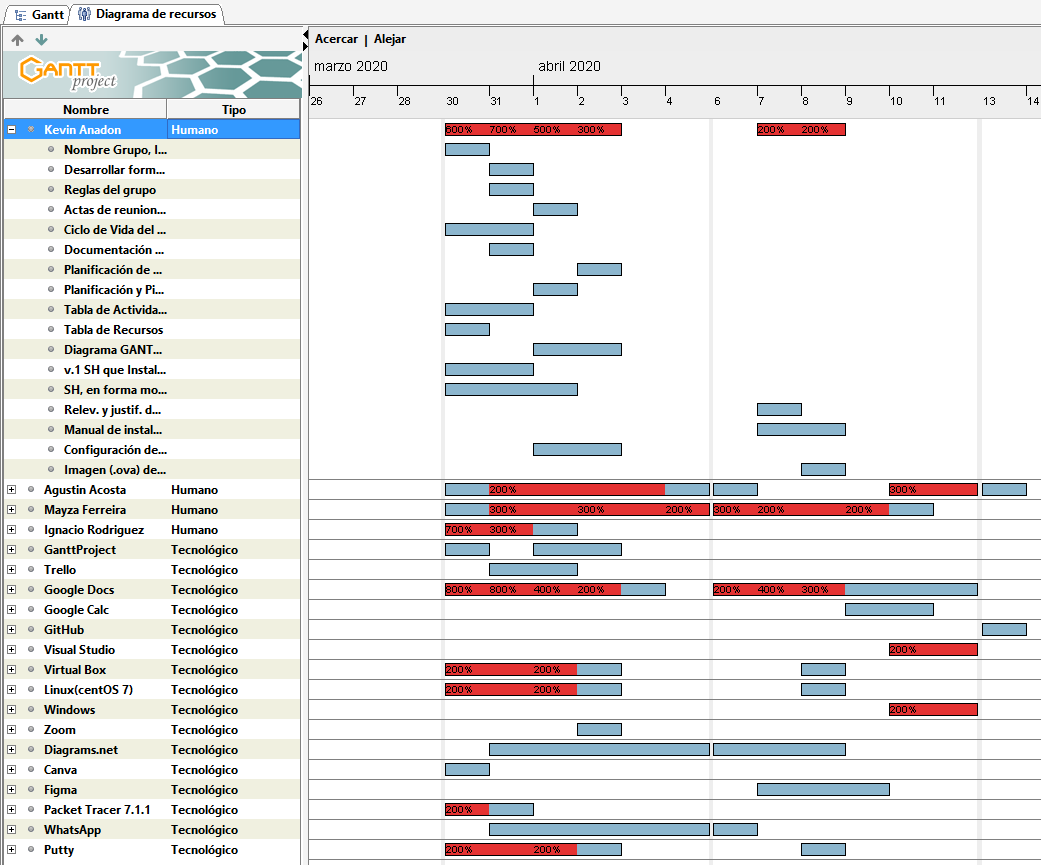 Gantt Diagrama de recursos
Acercar | Alejar
GANTT project
marzo 2020 abril 2020
Nombre Tipo
26 27 28 30 31 1 2 3 4 6 7 8 9 10 11 13 14
Kevin Anadon Humano 600% 700% 500% 300% 200% 200%
Nombre Grupo, I...
Desarrollar form...
Reglas del grupo
Actas de reunion...
Ciclo de Vida del ...
Documentación ...
Planificación de ...
Planificación y Pi...
Tabla de Activida...
Tabla de Recursos
Diagrama GANT...
v.1 SH que Instal...
SH, en forma mo...
Relev. y justif. d...
Manual de instal...
Configuración de...
Imagen (.ova) de...
Agustin Acosta Humano 200% 300%
Mayza Ferreira Humano 300% 300% 200% 300% 200% 200%
Ignacio Rodriguez Humano 700% 300%
GanttProject Tecnológico
Trello Tecnológico
Google Docs Tecnológico 800% 800% 400% 200% 200% 400% 300%
Google Calc Tecnológico
GitHub Tecnológico
Visual Studio Tecnológico 200%
Virtual Box Tecnológico 200% 200%
Linux(centOS 7) Tecnológico 200% 200%
Windows Tecnológico 200%
Zoom Tecnológico
Diagrams.net Tecnológico
Canva Tecnológico
Figma Tecnológico
Packet Tracer 7.1.1 Tecnológico 200%
WhatsApp Tecnológico
Putty Tecnológico 200% 200%